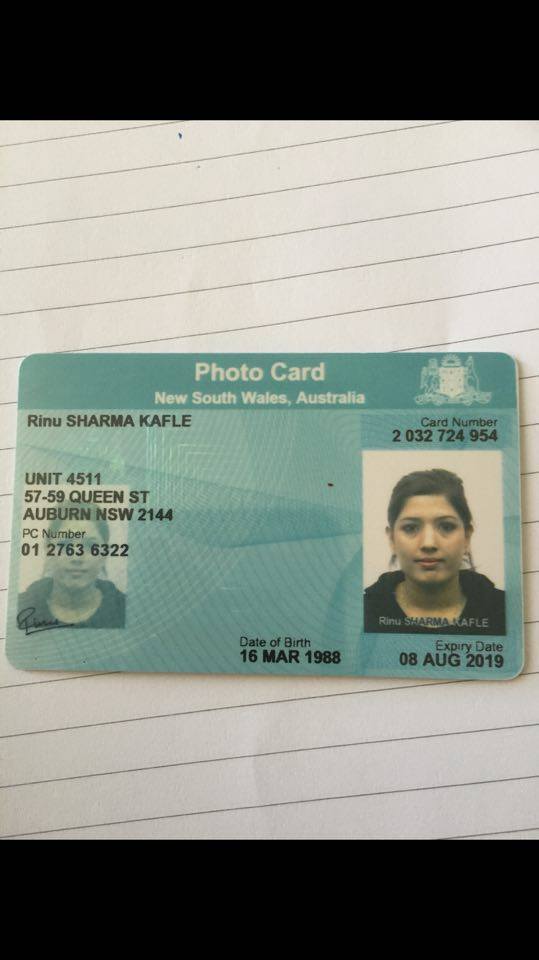 Photo Card
New South Wales, Australia
Rinu SHARMA KAFLE
Card Number
2 032 724 954
UNIT 4511
57-59 QUEEN ST
AUBURN NSW 2144
PC Number
01 2763 6322
Rinu SHARMA KAFLE
Date of Birth
16 MAR 1988
Expiry Date
08 AUG 2019